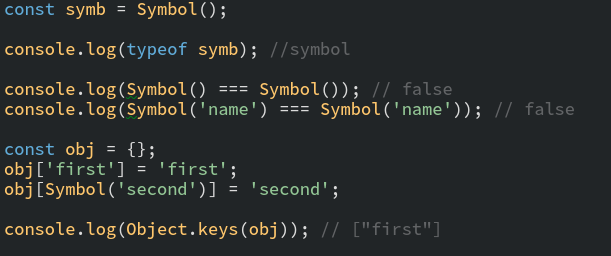 const symb = Symbol();
console.log(typeof symb); //symbol
console.log(Symbol() === Symbol()); // false
console.log(Symbol('name') === Symbol('name')); // false
const obj = {};
obj['first'] = 'first';
obj[Symbol('second')] = 'second';
console.log(Object.keys(obj)); // ["first"]